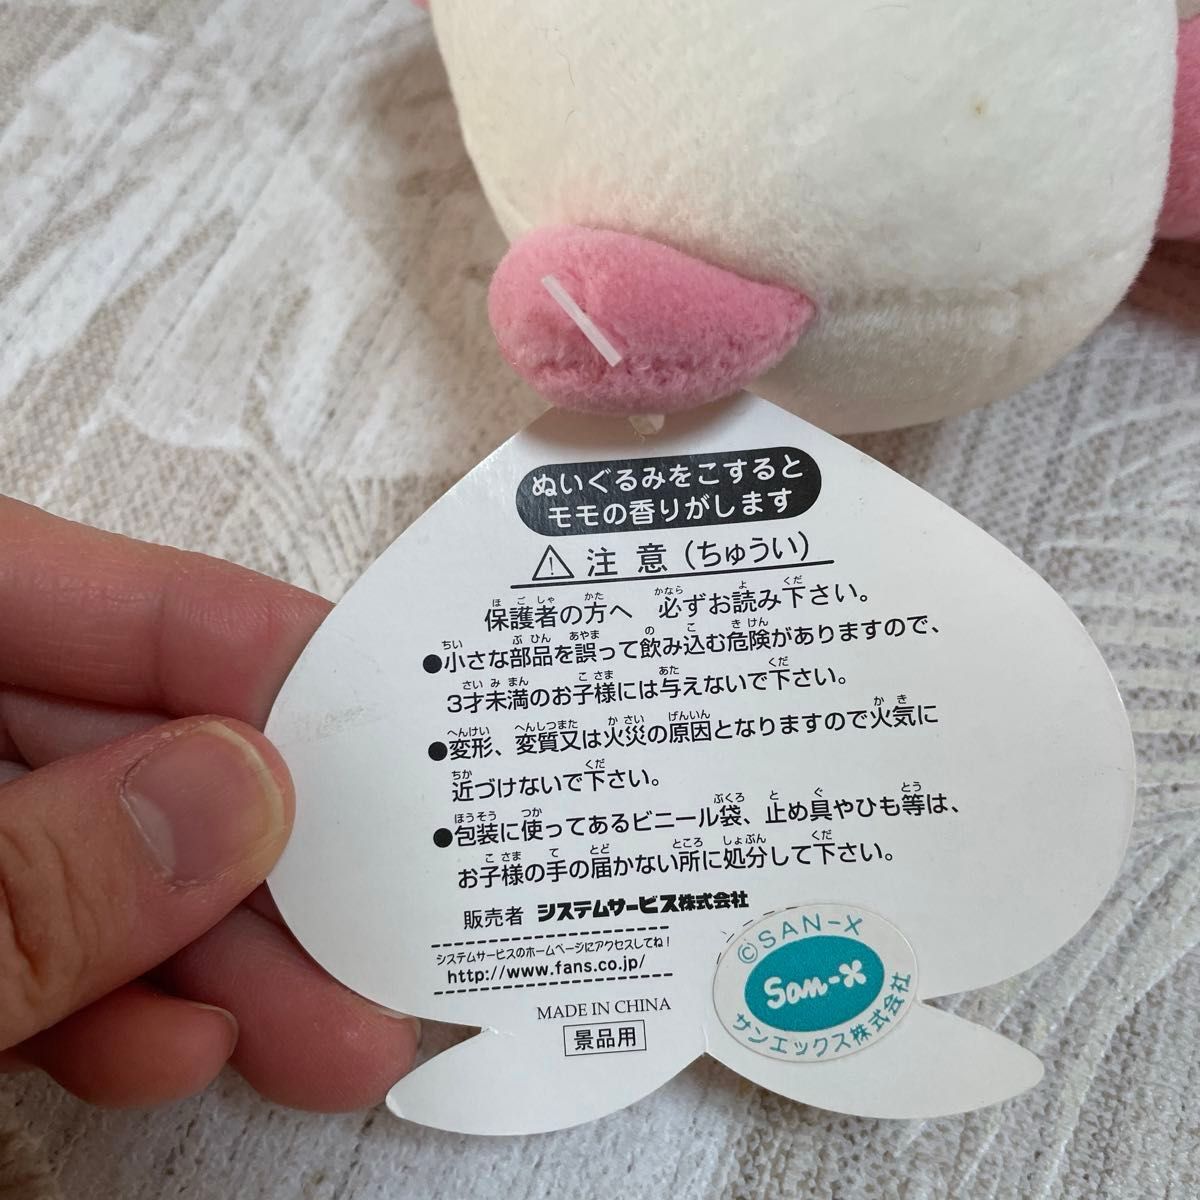 ぬいぐるみをこすると
モモの香りがします
注意(ちゅうい)
保護者の方へ 必ずお読み下さい。
●小さな部品を誤って飲み込む危険がありますので、
3才未満のお子様には与えないで下さい。
●変形、変質又は火災の原因となりますので火気に
近づけないで下さい。
●包装に使ってあるビニール袋、止め具やひも等は、
お子様の手の届かない所に処分して下さい。
販売者 システムサービス株式会社
システムサービスのホームページにアクセスしてね!
http://www.fans.co.jp/
MADE IN CHINA
景品用
©SAN-X
San-X
サンエックス株式会社